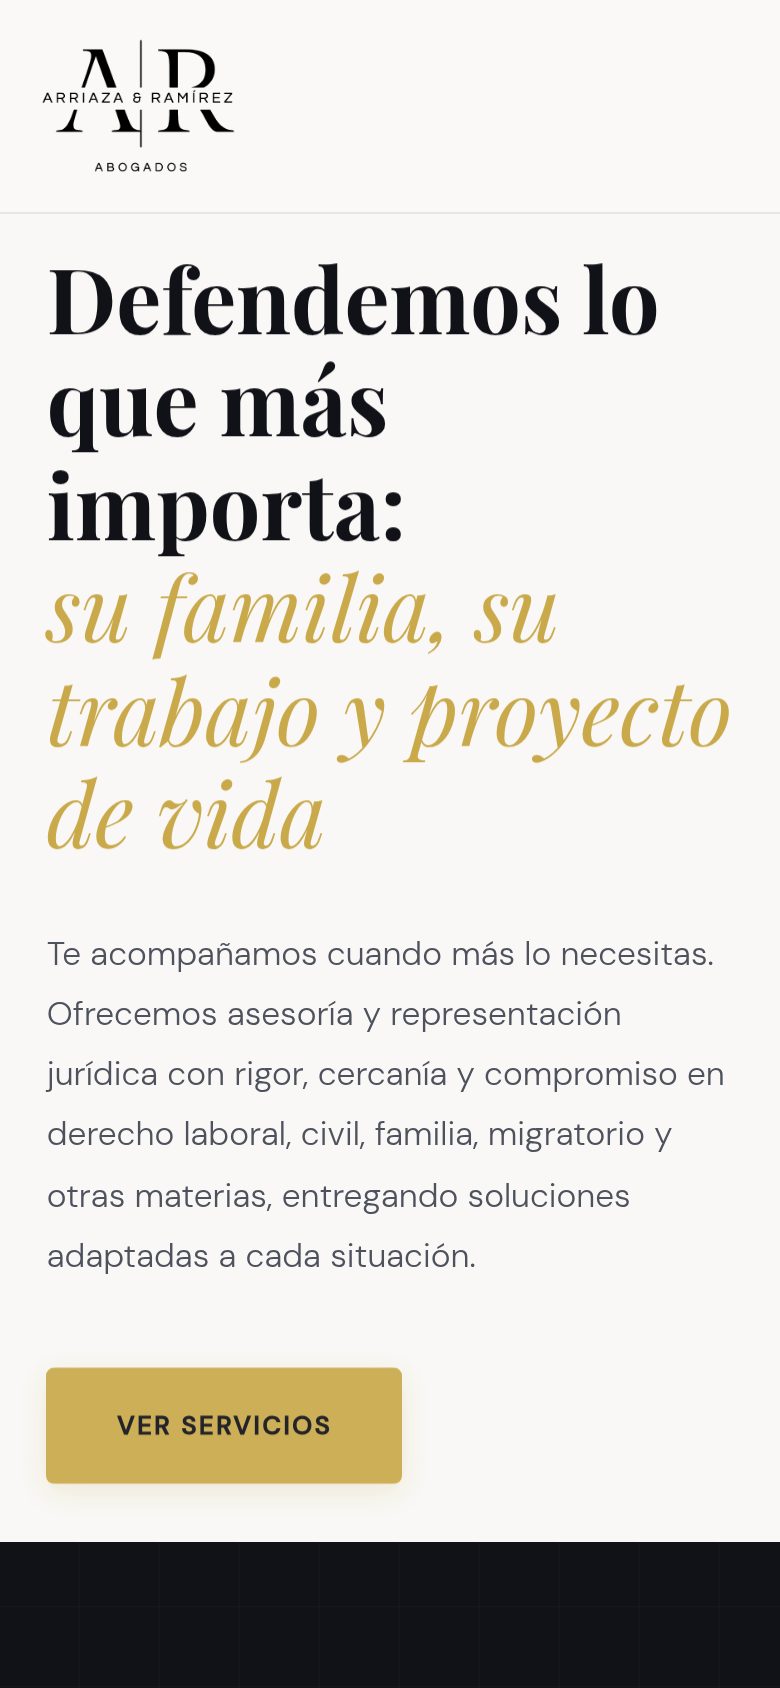 AR
ARRIAZA & RAMÍREZ
ABOGADOS
Defendemos lo
que más
importa:
su familia, su
trabajo y proyecto
de vida
Te acompañamos cuando más lo necesitas.
Ofrecemos asesoría y representación
jurídica con rigor, cercanía y compromiso en
derecho laboral, civil, familia, migratorio y
otras materias, entregando soluciones
adaptadas a cada situación.
VER SERVICIOS